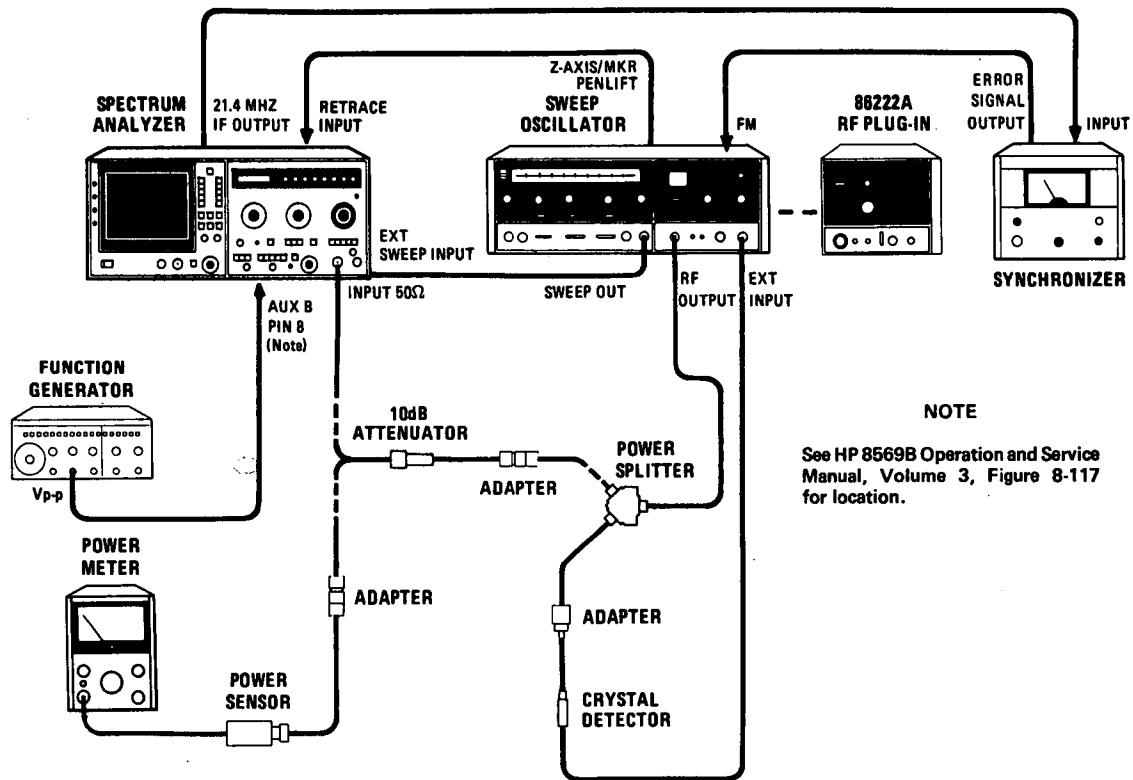 SPECTRUM
ANALYZER
21.4 MHZ
IF OUTPUT
RETRACE
INPUT
Z-AXIS/MKR
PENLIFT
SWEEP
OSCILLATOR
FM
86222A
RF PLUG-IN
ERROR
SIGNAL
OUTPUT
INPUT
EXT
SWEEP INPUT
INPUT 50Ω
SWEEP OUT
RF
OUTPUT
EXT
INPUT
SYNCHRONIZER
AUX B
PIN 8
(Note)
FUNCTION
GENERATOR
Vp-p
10dB
ATTENUATOR
ADAPTER
POWER
SPLITTER
NOTE
See HP 8569B Operation and Service
Manual, Volume 3, Figure 8-117
for location.
POWER
METER
ADAPTER
ADAPTER
POWER
SENSOR
CRYSTAL
DETECTOR